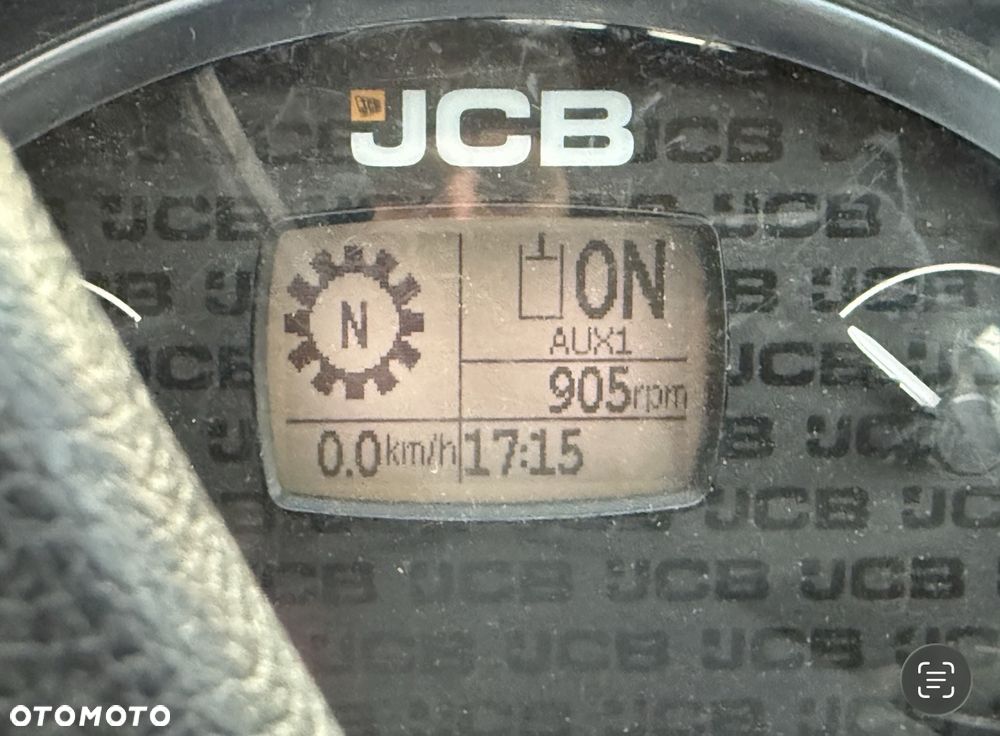 JCB
N
ON
AUX1
905rpm
0.0km/h
17:15
OTOMOTO